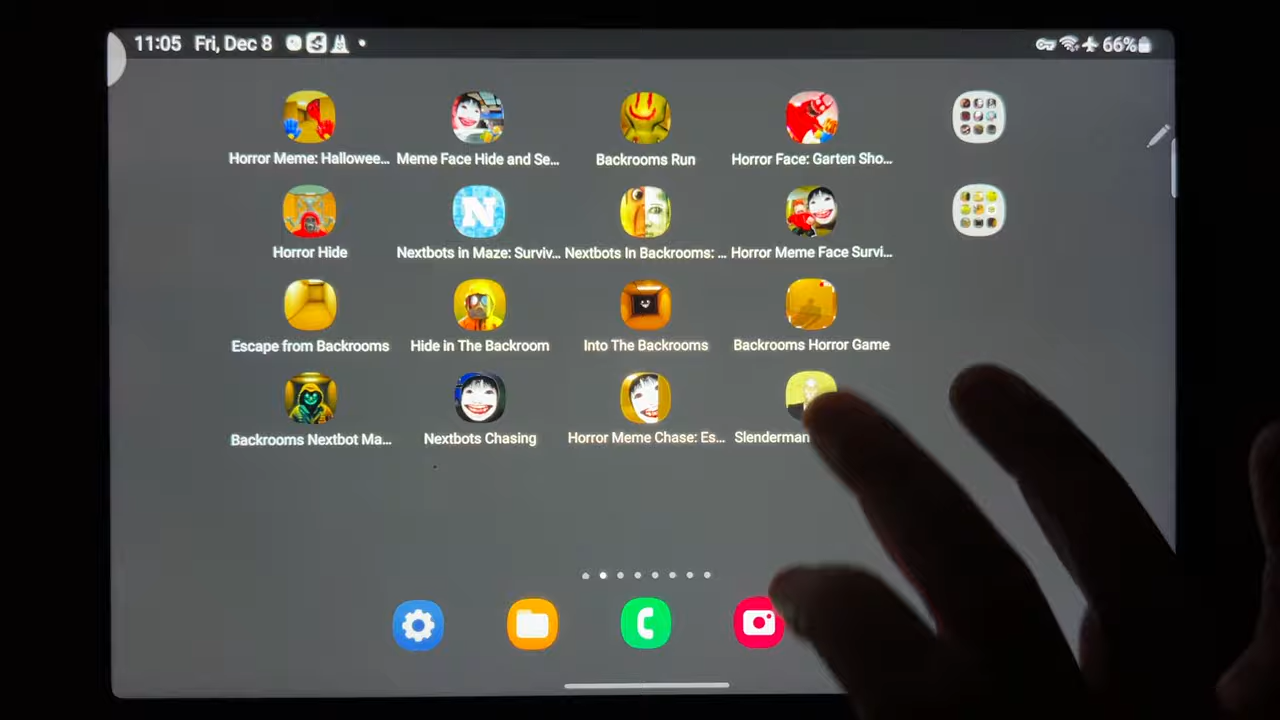 11:05 Fri, Dec 8
66%
Horror Meme: Hallowee...
Meme Face Hide and Se...
Backrooms Run
Horror Face: Garten Sho...
Horror Hide
N
Nextbots in Maze: Surviv...
Nextbots In Backrooms: ...
Horror Meme Face Survi...
Escape from Backrooms
Hide in The Backroom
Into The Backrooms
Backrooms Horror Game
Backrooms Nextbot Ma...
Nextbots Chasing
Horror Meme Chase: Es...
Slenderman